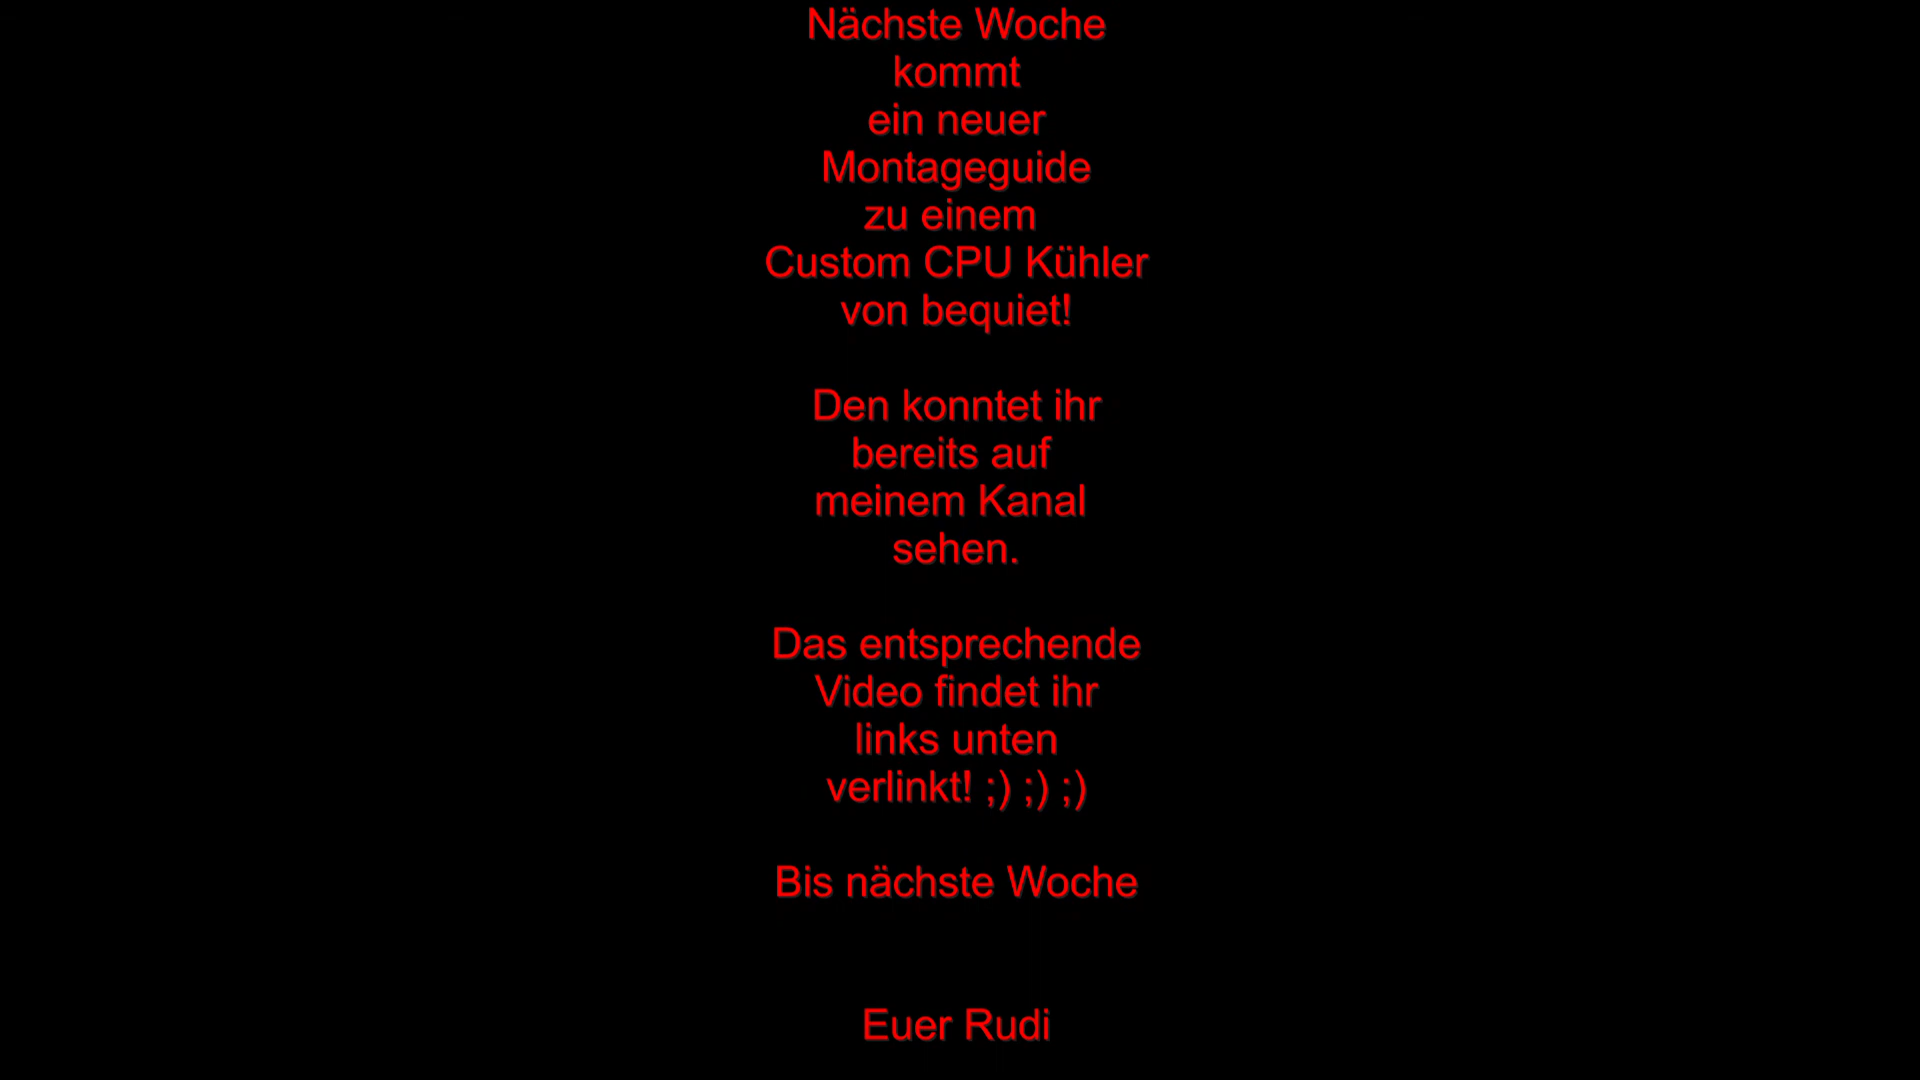 Nächste Woche
kommt
ein neuer
Montageguide
zu einem
Custom CPU Kühler
von bequiet!
Den konntet ihr
bereits auf
meinem Kanal
sehen.
Das entsprechende
Video findet ihr
links unten
verlinkt! ;) ;) ;)
Bis nächste Woche
Euer Rudi